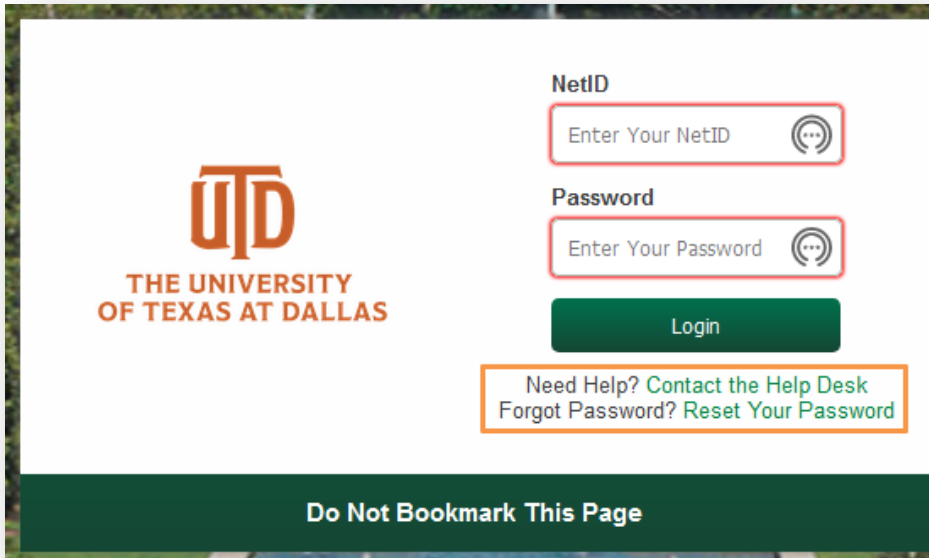 UTD
THE UNIVERSITY
OF TEXAS AT DALLAS
NetID
Enter Your NetID
Password
Enter Your Password
Login
Need Help? Contact the Help Desk
Forgot Password? Reset Your Password
Do Not Bookmark This Page